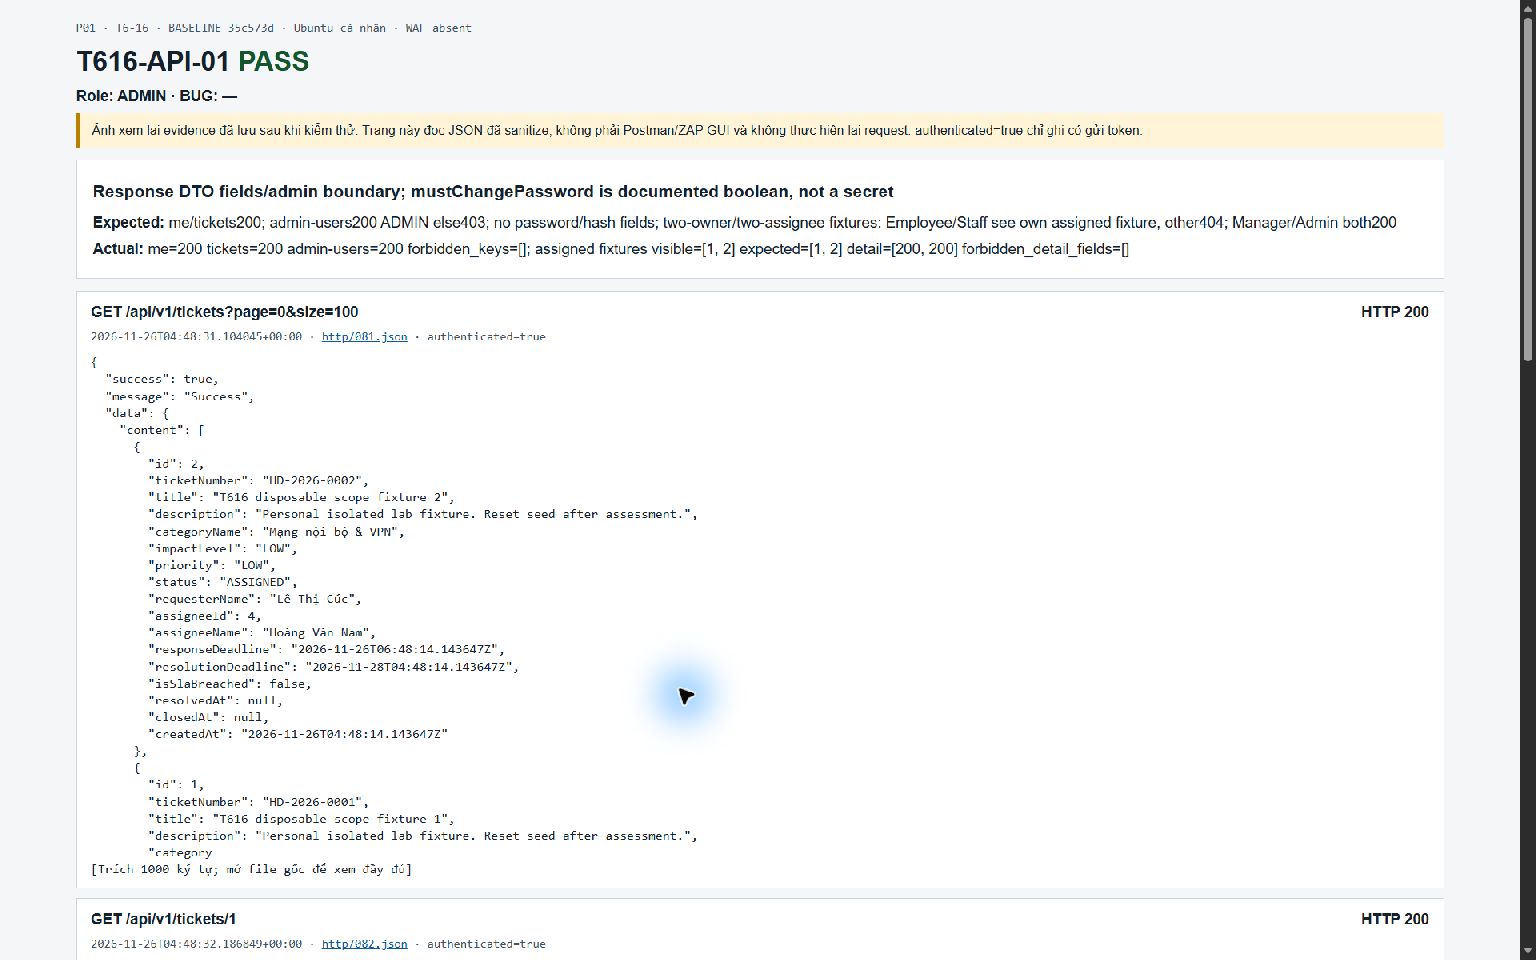 P01 · T6-16 · BASELINE 35c573d · Ubuntu cá nhân · WAF absent
T616-API-01 PASS
Role: ADMIN · BUG: —
Ảnh xem lại evidence đã lưu sau khi kiểm thử. Trang này đọc JSON đã sanitize, không phải Postman/ZAP GUI và không thực hiện lại request. authenticated=true chỉ ghi có gửi token.
Response DTO fields/admin boundary; mustChangePassword is documented boolean, not a secret
Expected: me/tickets200; admin-users200 ADMIN else403; no password/hash fields; two-owner/two-assignee fixtures: Employee/Staff see own assigned fixture, other404; Manager/Admin both200
Actual: me=200 tickets=200 admin-users=200 forbidden_keys=[]; assigned fixtures visible=[1, 2] expected=[1, 2] detail=[200, 200] forbidden_detail_fields=[]
GET /api/v1/tickets?page=0&size=100 HTTP 200
2026-11-26T04:48:31.104045+00:00 · http/081.json · authenticated=true
{
"success": true,
"message": "Success",
"data": {
"content": [
{
"id": 2,
"ticketNumber": "HD-2026-0002",
"title": "T616 disposable scope fixture 2",
"description": "Personal isolated lab fixture. Reset seed after assessment.",
"categoryName": "Mạng nội bộ & VPN",
"impactLevel": "LOW",
"priority": "LOW",
"status": "ASSIGNED",
"requesterName": "Lê Thị Cúc",
"assigneeId": 4,
"assigneeName": "Hoàng Văn Nam",
"responseDeadline": "2026-11-26T06:48:14.143647Z",
"resolutionDeadline": "2026-11-28T04:48:14.143647Z",
"isSlaBreached": false,
"resolvedAt": null,
"closedAt": null,
"createdAt": "2026-11-26T04:48:14.143647Z"
},
{
"id": 1,
"ticketNumber": "HD-2026-0001",
"title": "T616 disposable scope fixture 1",
"description": "Personal isolated lab fixture. Reset seed after assessment.",
"category
[Trích 1000 ký tự; mở file gốc để xem đầy đủ]
GET /api/v1/tickets/1 HTTP 200
2026-11-26T04:48:32.186849+00:00 · http/082.json · authenticated=true